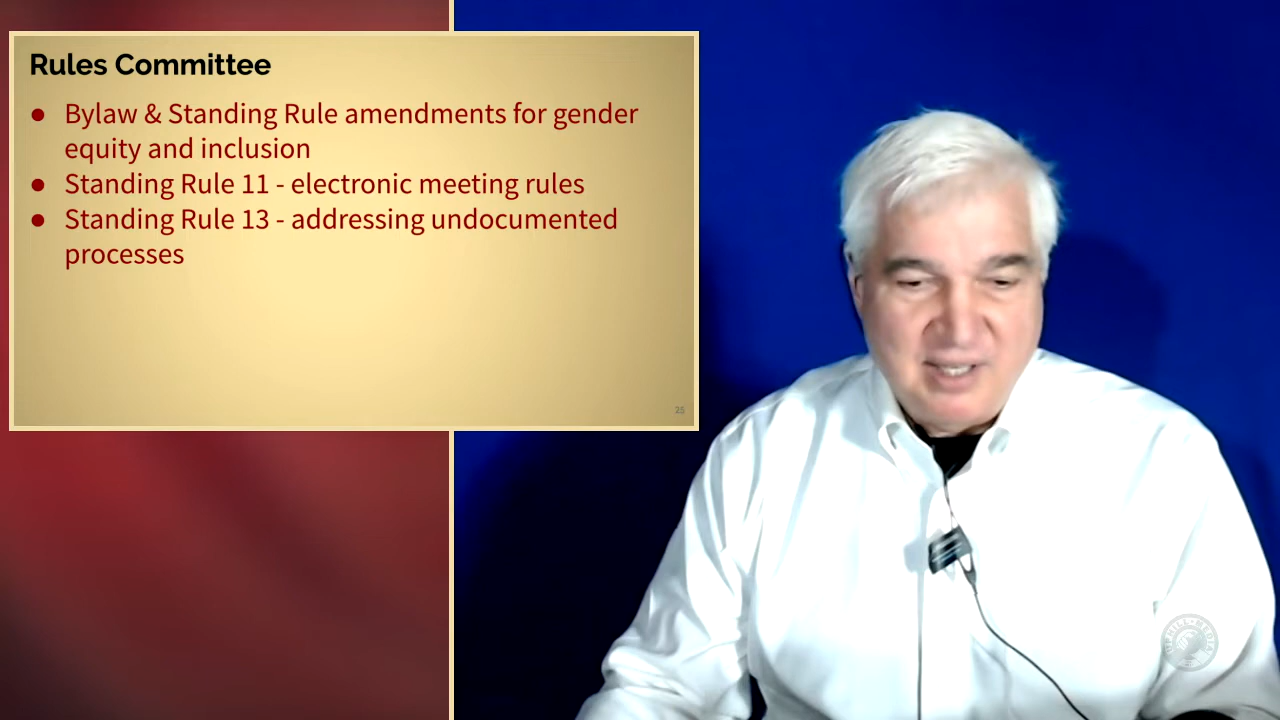 Rules Committee
● Bylaw & Standing Rule amendments for gender
equity and inclusion
● Standing Rule 11 - electronic meeting rules
● Standing Rule 13 - addressing undocumented
processes
25